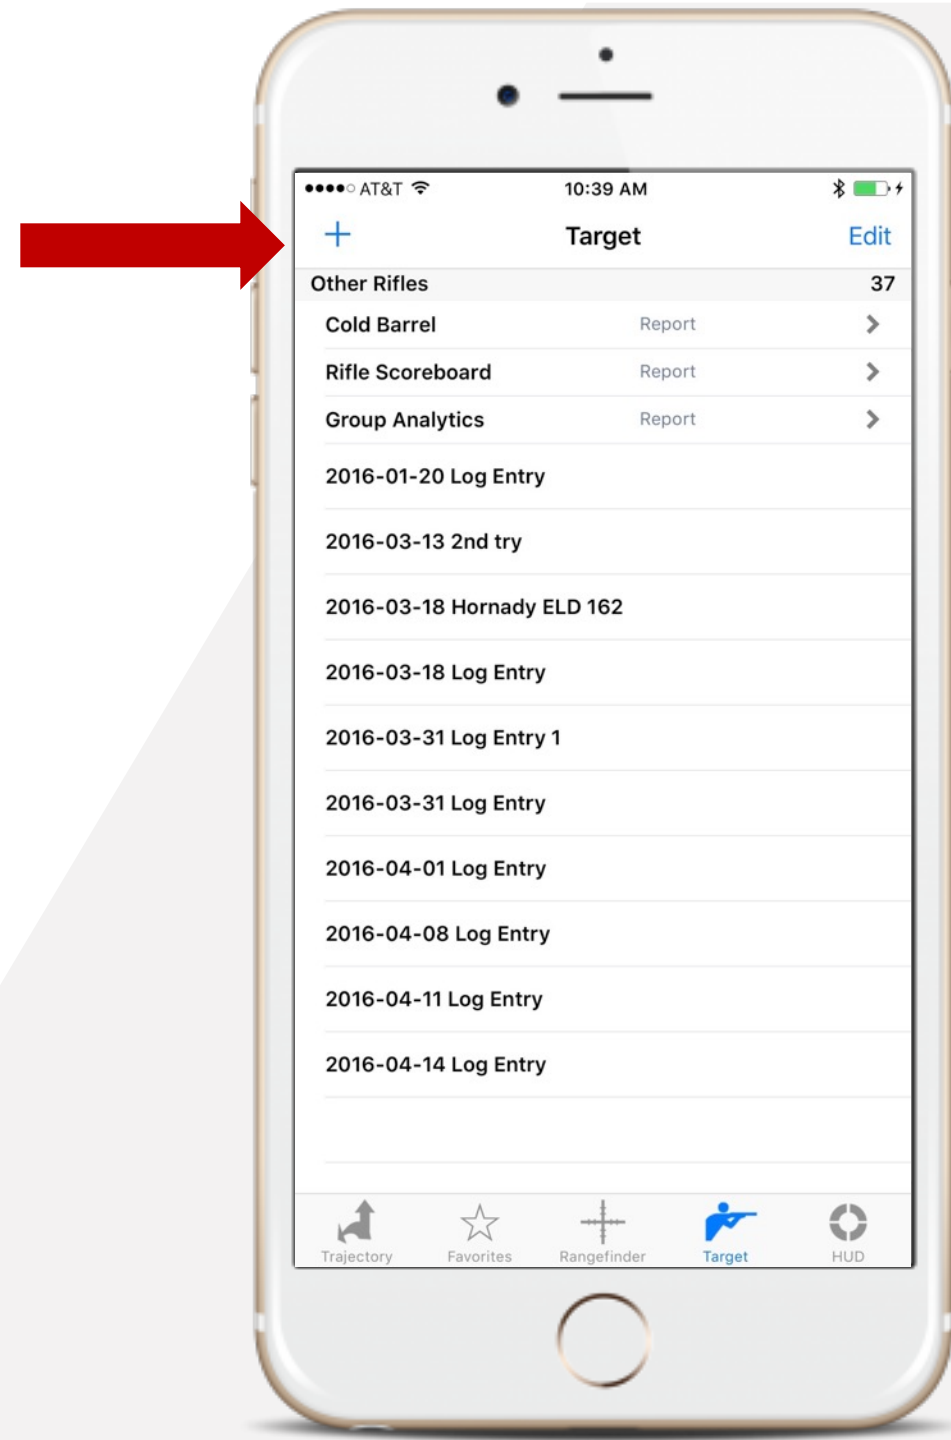 AT&T 10:39 AM
+ Target Edit
Other Rifles 37
Cold Barrel Report
Rifle Scoreboard Report
Group Analytics Report
2016-01-20 Log Entry
2016-03-13 2nd try
2016-03-18 Hornady ELD 162
2016-03-18 Log Entry
2016-03-31 Log Entry 1
2016-03-31 Log Entry
2016-04-01 Log Entry
2016-04-08 Log Entry
2016-04-11 Log Entry
2016-04-14 Log Entry
Trajectory Favorites Rangefinder Target HUD